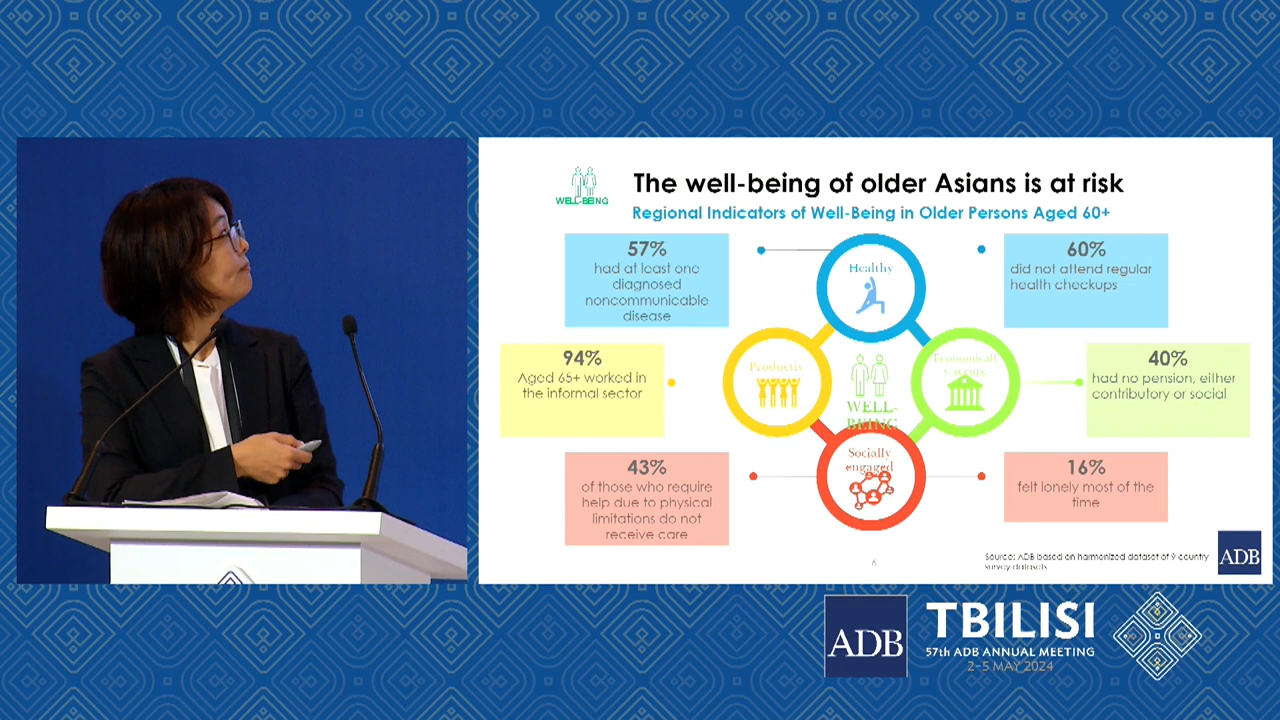 The well-being of older Asians is at risk
WELL-BEING
Regional Indicators of Well-Being in Older Persons Aged 60+
57%
had at least one
diagnosed
noncommunicable
disease
Healthy
60%
did not attend regular
health checkups
94%
Aged 65+ worked in
the informal sector
Productiv
WELL-
BEING
Economicall
y secure
40%
had no pension, either
contributory or social
43%
of those who require
help due to physical
limitations do not
receive care
Socially
engaged
16%
felt lonely most of the
time
6
Source: ADB based on harmonized dataset of 9 country
survey datasets
ADB
ADB
TBILISI
57th ADB ANNUAL MEETING
2-5 MAY 2024